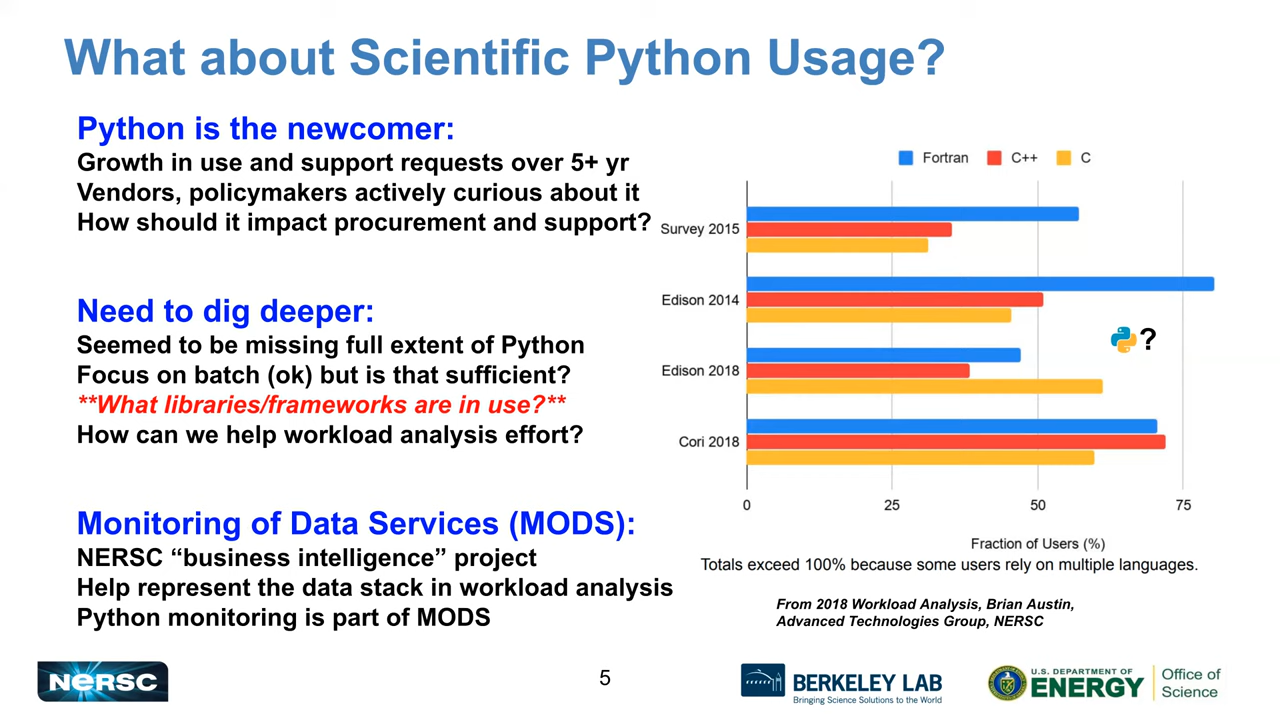 What about Scientific Python Usage?
Python is the newcomer:
Growth in use and support requests over 5+ yr
Vendors, policymakers actively curious about it
How should it impact procurement and support?
Need to dig deeper:
Seemed to be missing full extent of Python
Focus on batch (ok) but is that sufficient?
**What libraries/frameworks are in use?**
How can we help workload analysis effort?
Monitoring of Data Services (MODS):
NERSC “business intelligence” project
Help represent the data stack in workload analysis
Python monitoring is part of MODS
Fortran C++ C
Survey 2015
Edison 2014
?
Edison 2018
Cori 2018
0 25 50 75
Fraction of Users (%)
Totals exceed 100% because some users rely on multiple languages.
From 2018 Workload Analysis, Brian Austin,
Advanced Technologies Group, NERSC
NERSC
5
BERKELEY LAB
Bringing Science Solutions to the World
U.S. DEPARTMENT OF
ENERGY
Office of
Science